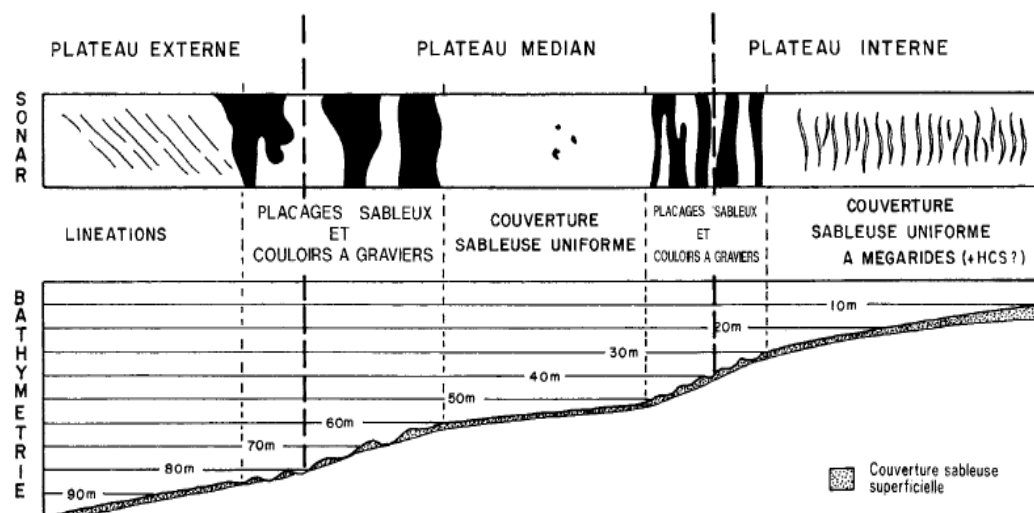 PLATEAU EXTERNE
PLATEAU MEDIAN
PLATEAU INTERNE
SONAR
LINEATIONS
PLACAGES SABLEUX
ET
COULOIRS A GRAVIERS
COUVERTURE
SABLEUSE UNIFORME
PLACAGES SABLEUX
ET
COULOIRS A GRAVIERS
COUVERTURE
SABLEUSE UNIFORME
A MEGARIDES (+HCS?)
BATHYMETRIE
10m
20m
30m
40m
50m
60m
70m
80m
90m
Couverture sableuse
superficielle